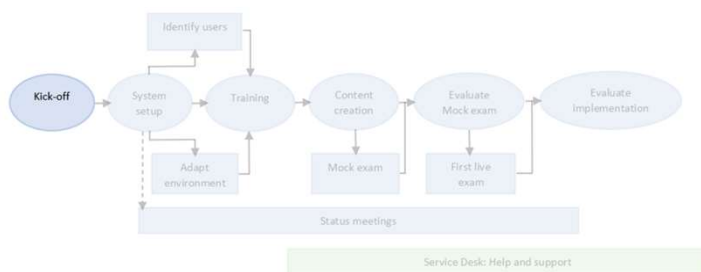 Identify users
Kick-off
System
setup
Training
Content
creation
Evaluate
Mock exam
Evaluate
implementation
Adapt
environment
Mock exam
First live
exam
Status meetings
Service Desk: Help and support